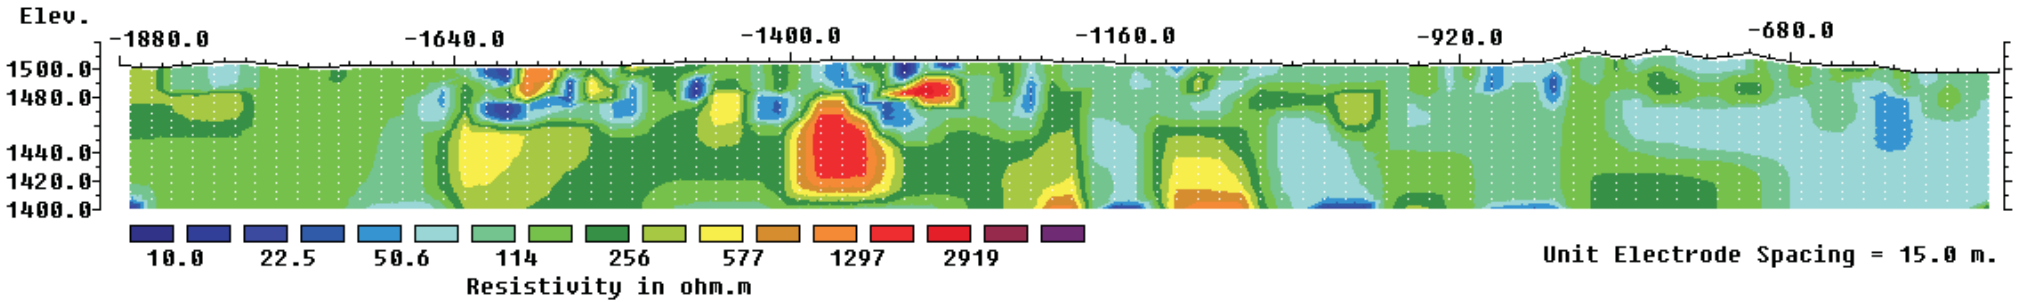 Elev.
-1880.0 -1640.0 -1400.0 -1160.0 -920.0 -680.0
1500.0
1480.0
1440.0
1420.0
1400.0
10.0 22.5 50.6 114 256 577 1297 2919
Unit Electrode Spacing = 15.0 m.
Resistivity in ohm.m